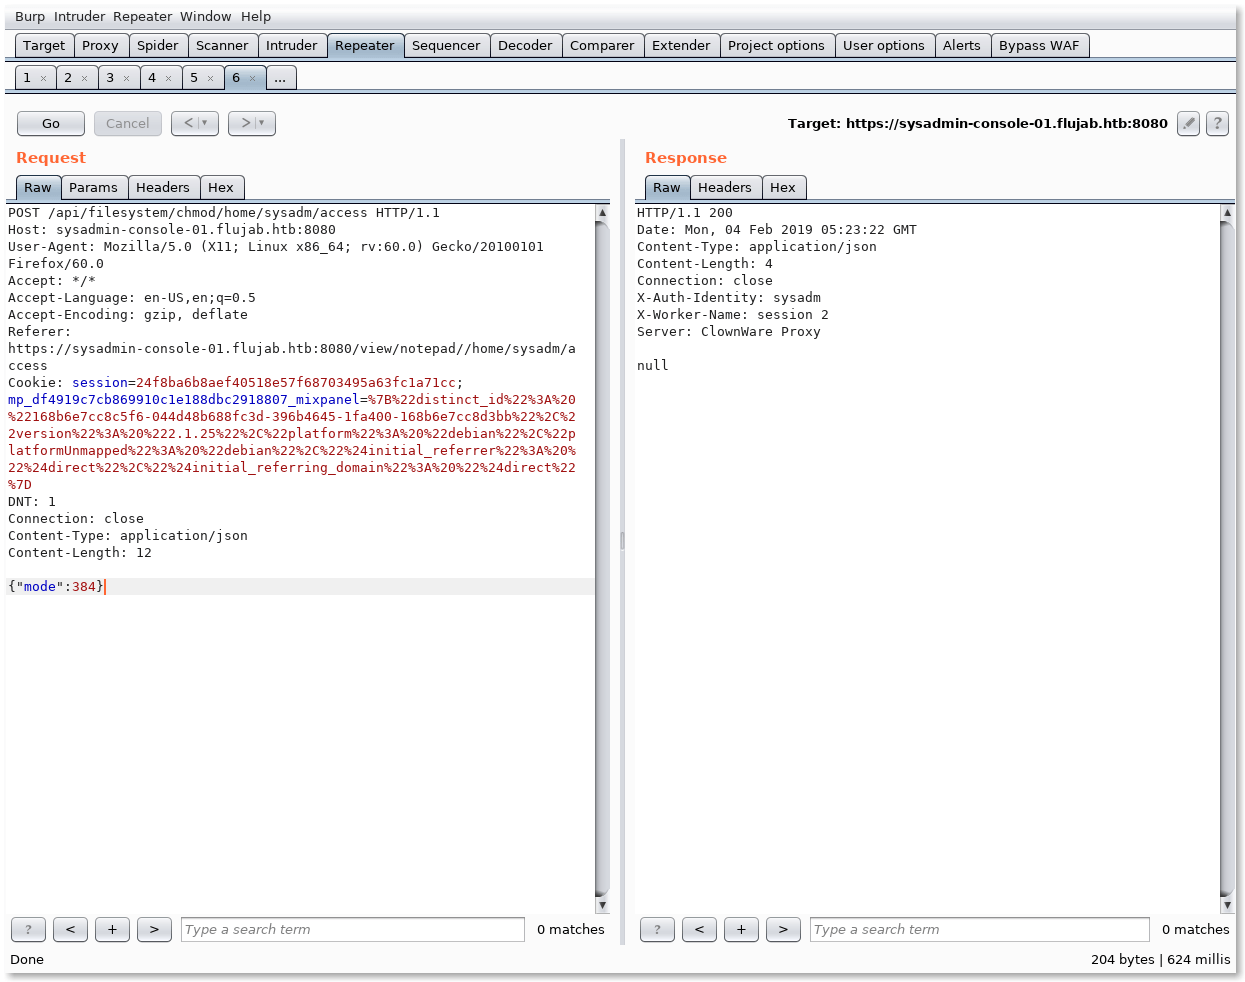 Burp Intruder Repeater Window Help
Target Proxy Spider Scanner Intruder Repeater Sequencer Decoder Comparer Extender Project options User options Alerts Bypass WAF
1 × 2 × 3 × 4 × 5 × 6 × ...
Go Cancel < ▾ > ▾ Target: https://sysadmin-console-01.flujab.htb:8080 ?
Request
Raw Params Headers Hex
POST /api/filesystem/chmod/home/sysadm/access HTTP/1.1
Host: sysadmin-console-01.flujab.htb:8080
User-Agent: Mozilla/5.0 (X11; Linux x86_64; rv:60.0) Gecko/20100101
Firefox/60.0
Accept: */*
Accept-Language: en-US,en;q=0.5
Accept-Encoding: gzip, deflate
Referer:
https://sysadmin-console-01.flujab.htb:8080/view/notepad//home/sysadm/a
ccess
Cookie: session=24f8ba6b8aef40518e57f68703495a63fc1a71cc;
mp_df4919c7cb869910c1e188dbc2918807_mixpanel=%7B%22distinct_id%22%3A%20
%22168b6e7cc8c5f6-044d48b688fc3d-396b4645-1fa400-168b6e7cc8d3bb%22%2C%2
2version%22%3A%20%222.1.25%22%2C%22platform%22%3A%20%22debian%22%2C%22p
latformUnmapped%22%3A%20%22debian%22%2C%22%24initial_referrer%22%3A%20%
22%24direct%22%2C%22%24initial_referring_domain%22%3A%20%22%24direct%22
%7D
DNT: 1
Connection: close
Content-Type: application/json
Content-Length: 12
{"mode":384}
? < + > Type a search term 0 matches
Response
Raw Headers Hex
HTTP/1.1 200
Date: Mon, 04 Feb 2019 05:23:22 GMT
Content-Type: application/json
Content-Length: 4
Connection: close
X-Auth-Identity: sysadm
X-Worker-Name: session 2
Server: ClownWare Proxy
null
? < + > Type a search term 0 matches
Done 204 bytes | 624 millis